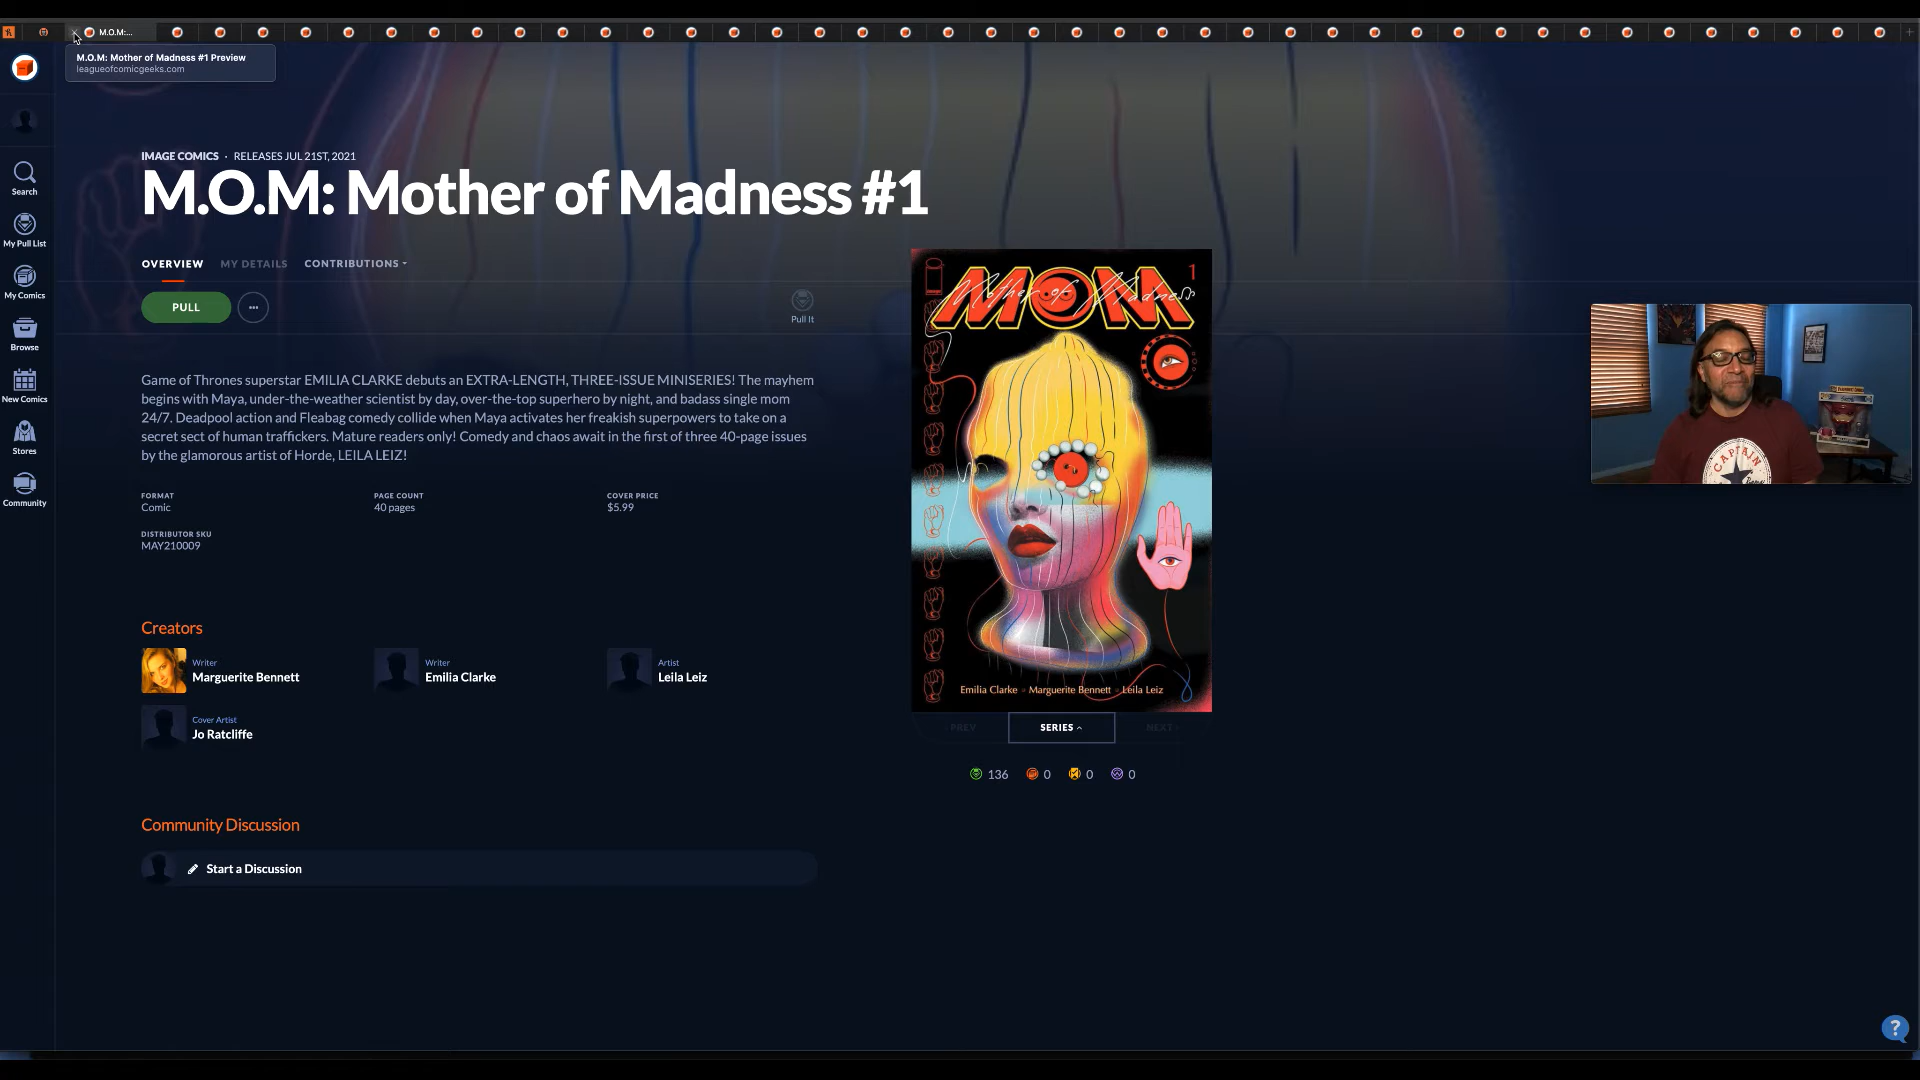 M.O.M:...
M.O.M: Mother of Madness #1 Preview
leagueofcomicgeeks.com
IMAGE COMICS · RELEASES JUL 21ST, 2021
M.O.M: Mother of Madness #1
Search
My Pull List
My Comics
Browse
New Comics
Stores
Community
OVERVIEW MY DETAILS CONTRIBUTIONS
PULL
Pull It
Game of Thrones superstar EMILIA CLARKE debuts an EXTRA-LENGTH, THREE-ISSUE MINISERIES! The mayhem
begins with Maya, under-the-weather scientist by day, over-the-top superhero by night, and badass single mom
24/7. Deadpool action and Fleabag comedy collide when Maya activates her freakish superpowers to take on a
secret sect of human traffickers. Mature readers only! Comedy and chaos await in the first of three 40-page issues
by the glamorous artist of Horde, LEILA LEIZ!
FORMAT PAGE COUNT COVER PRICE
Comic 40 pages $5.99
DISTRIBUTOR SKU
MAY210009
Creators
Writer
Marguerite Bennett
Writer
Emilia Clarke
Artist
Leila Leiz
Cover Artist
Jo Ratcliffe
Community Discussion
Start a Discussion
MOM
1
Mother of Madness
Emilia Clarke Marguerite Bennett Leila Leiz
PREV SERIES NEXT
136 0 0 0
CAPTAIN
?